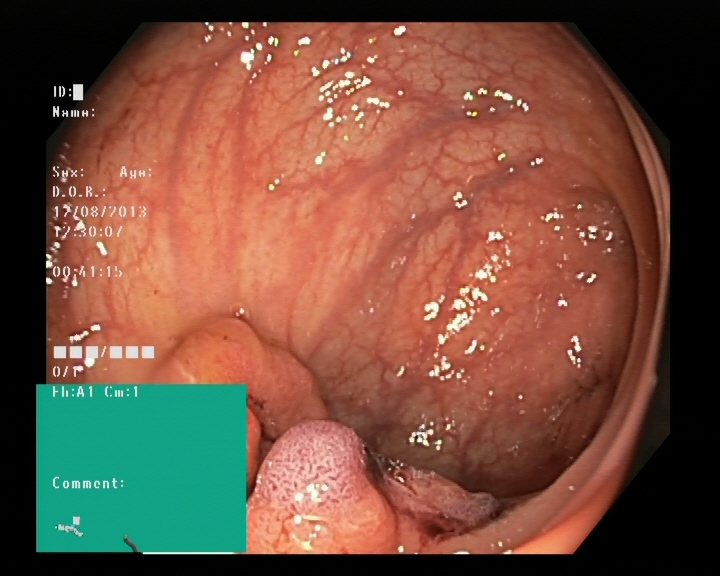 ID:
Name:
Sex: Age:
D.O.B.:
17/08/2013
12:30:07
00:41:15
0/1
Eh:A1 Cm:1
Comment: